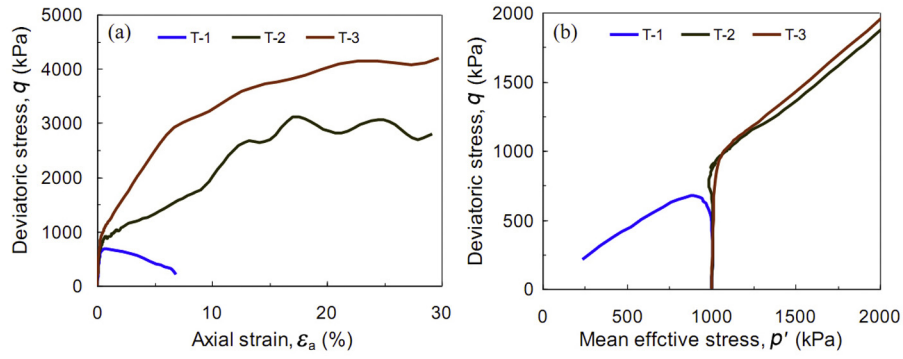 (a)
T-1 T-2 T-3
5000
4000
3000
2000
1000
0
Deviatoric stress, q (kPa)
0 10 20 30
Axial strain, εa (%)
(b)
T-1 T-2 T-3
2000
1500
1000
500
0
Deviatoric stress, q (kPa)
0 500 1000 1500 2000
Mean effctive stress, p' (kPa)